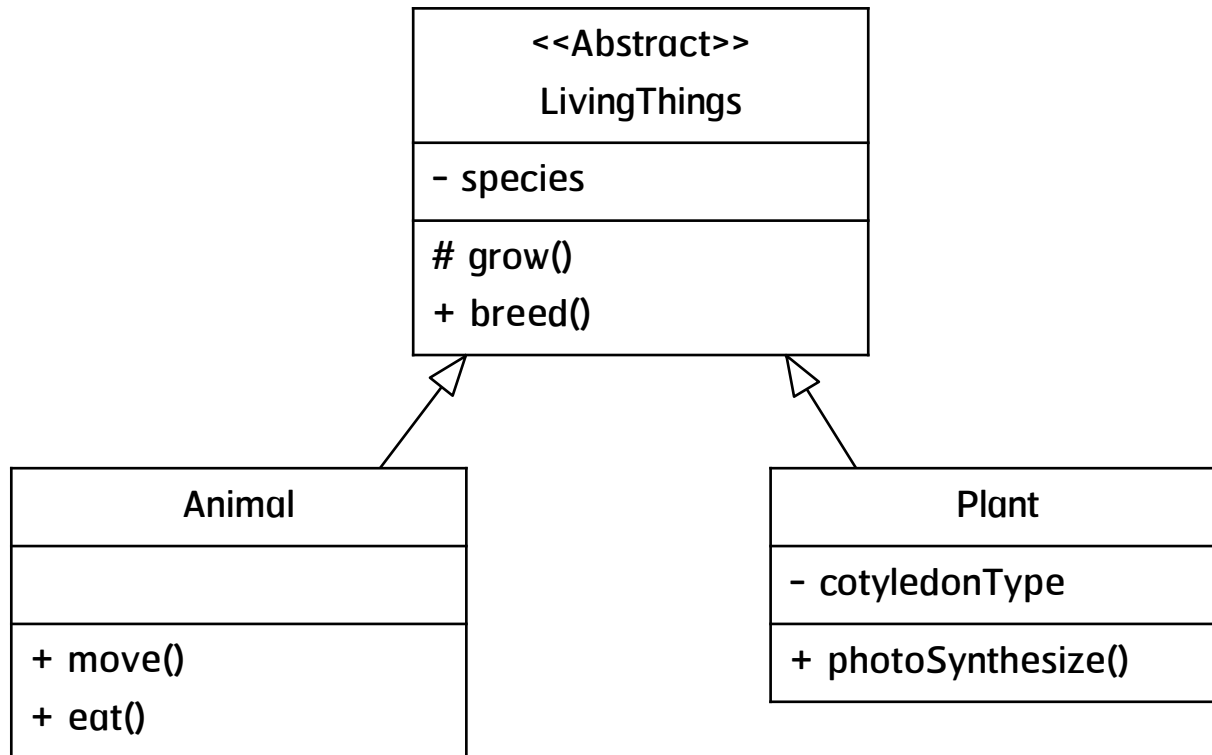 <<Abstract>>
LivingThings
- species
# grow()
+ breed()
Animal
+ move()
+ eat()
Plant
- cotyledonType
+ photoSynthesize()